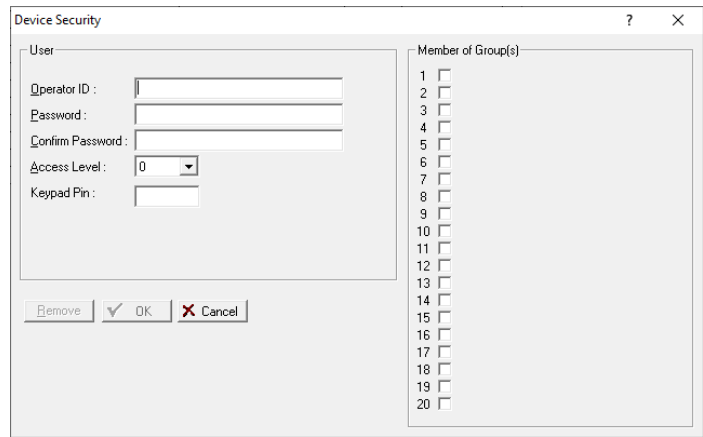 Device Security
?
User
Operator ID :
Password :
Confirm Password :
Access Level :
0
Keypad Pin :
Remove
OK
Cancel
Member of Group(s)
1
2
3
4
5
6
7
8
9
10
11
12
13
14
15
16
17
18
19
20